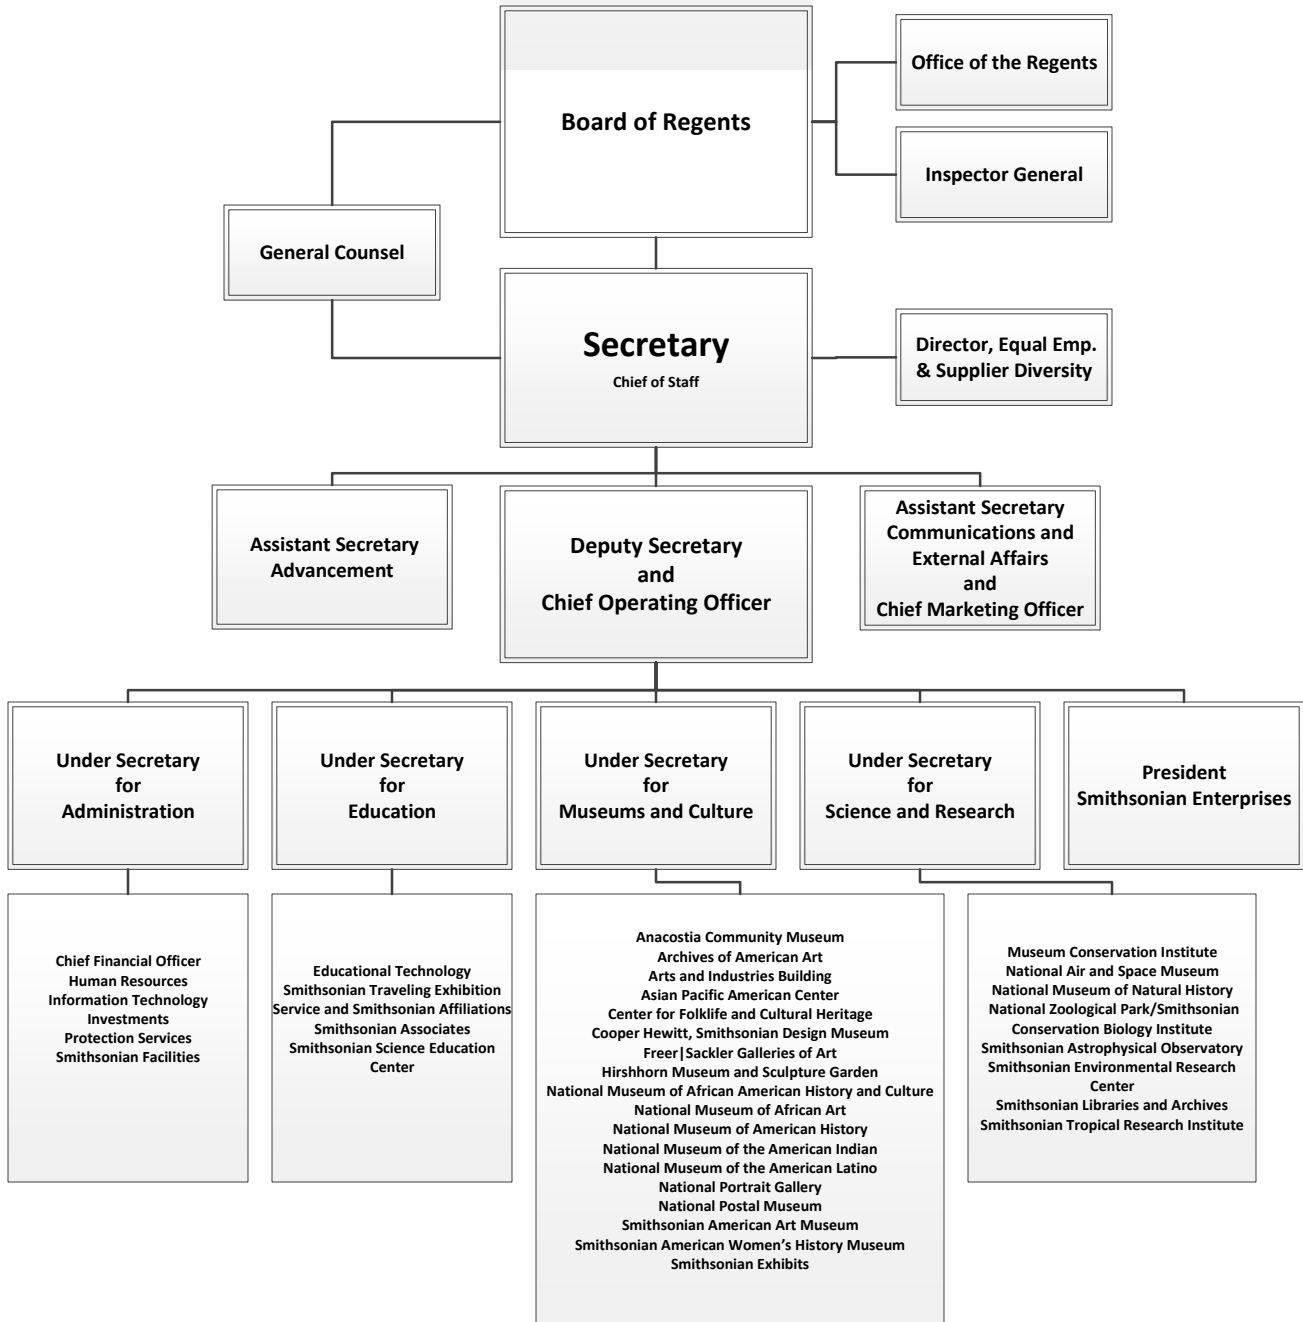 Board of Regents
Office of the Regents
Inspector General
General Counsel
Secretary
Chief of Staff
Director, Equal Emp.
& Supplier Diversity
Assistant Secretary
Advancement
Deputy Secretary
and
Chief Operating Officer
Assistant Secretary
Communications and
External Affairs
and
Chief Marketing Officer
Under Secretary
for
Administration
Under Secretary
for
Education
Under Secretary
for
Museums and Culture
Under Secretary
for
Science and Research
President
Smithsonian Enterprises
Chief Financial Officer
Human Resources
Information Technology
Investments
Protection Services
Smithsonian Facilities
Educational Technology
Smithsonian Traveling Exhibition
Service and Smithsonian Affiliations
Smithsonian Associates
Smithsonian Science Education
Center
Anacostia Community Museum
Archives of American Art
Arts and Industries Building
Asian Pacific American Center
Center for Folklife and Cultural Heritage
Cooper Hewitt, Smithsonian Design Museum
Freer|Sackler Galleries of Art
Hirshhorn Museum and Sculpture Garden
National Museum of African American History and Culture
National Museum of African Art
National Museum of American History
National Museum of the American Indian
National Museum of the American Latino
National Portrait Gallery
National Postal Museum
Smithsonian American Art Museum
Smithsonian American Women’s History Museum
Smithsonian Exhibits
Museum Conservation Institute
National Air and Space Museum
National Museum of Natural History
National Zoological Park/Smithsonian
Conservation Biology Institute
Smithsonian Astrophysical Observatory
Smithsonian Environmental Research
Center
Smithsonian Libraries and Archives
Smithsonian Tropical Research Institute